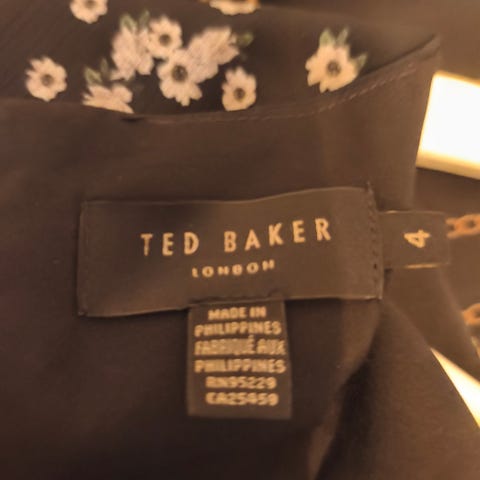 TED BAKER
LONDON
4
MADE IN
PHILIPPINES
FABRIQUÉ AUX
PHILIPPINES
RN95229
CA25459